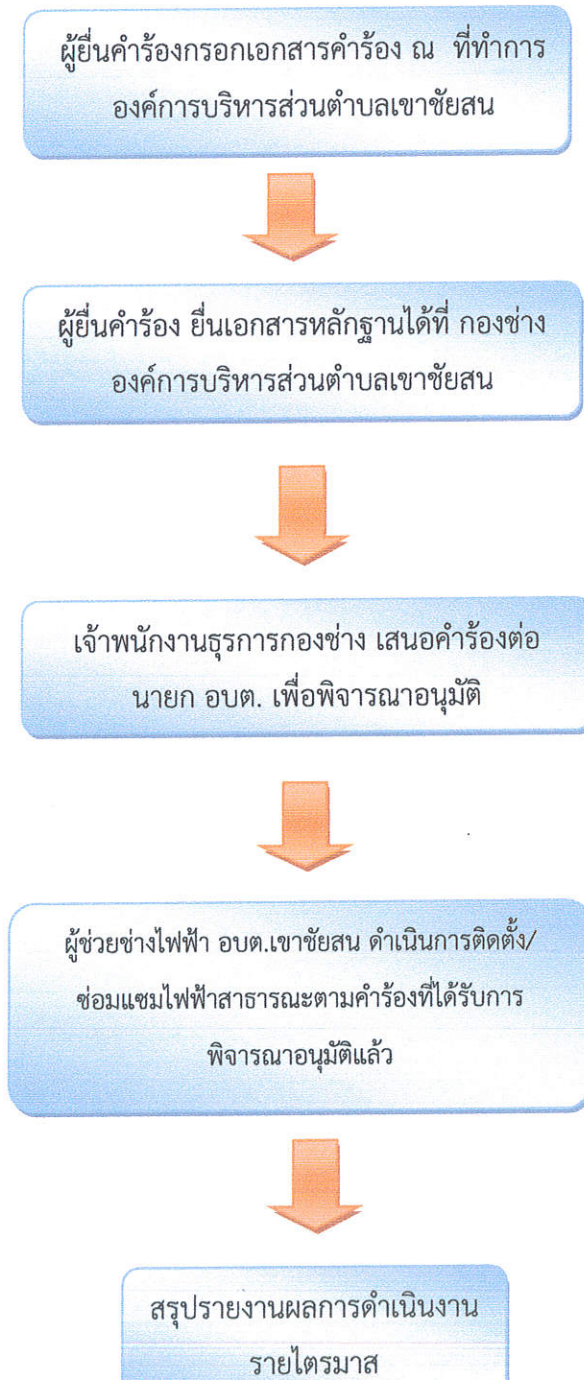 ผู้ยื่นคำร้องกรอกเอกสารคำร้อง ณ ที่ทำการ
องค์การบริหารส่วนตำบลเขาชัยสน
ผู้ยื่นคำร้อง ยื่นเอกสารหลักฐานได้ที่ กองช่าง
องค์การบริหารส่วนตำบลเขาชัยสน
เจ้าพนักงานธุรการกองช่าง เสนอคำร้องต่อ
นายก อบต. เพื่อพิจารณาอนุมัติ
ผู้ช่วยช่างไฟฟ้า อบต.เขาชัยสน ดำเนินการติดตั้ง/
ซ่อมแซมไฟฟ้าสาธารณะตามคำร้องที่ได้รับการ
พิจารณาอนุมัติแล้ว
สรุปรายงานผลการดำเนินงาน
รายไตรมาส